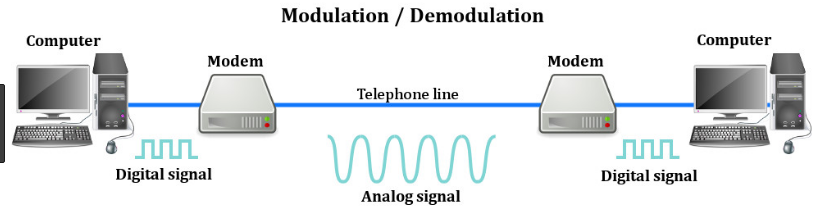 Modulation / Demodulation
Computer
Modem
Telephone line
Modem
Computer
Digital signal
Analog signal
Digital signal